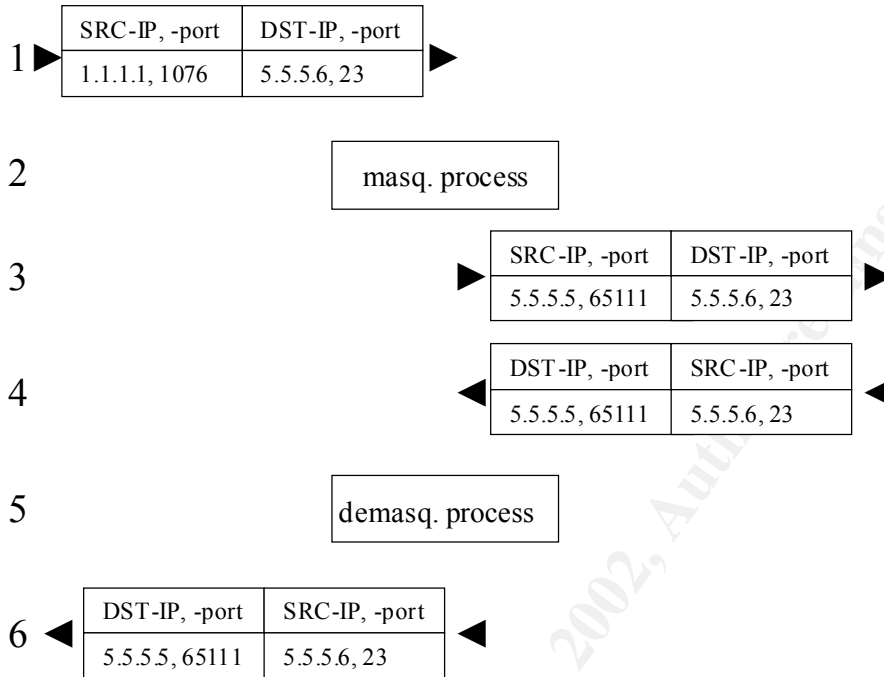 SRC-IP, -port DST-IP, -port
1 1.1.1.1, 1076 5.5.5.6, 23
2 masq. process
SRC-IP, -port DST-IP, -port
3 5.5.5.5, 65111 5.5.5.6, 23
DST-IP, -port SRC-IP, -port
4 5.5.5.5, 65111 5.5.5.6, 23
5 demasq. process
DST-IP, -port SRC-IP, -port
6 5.5.5.5, 65111 5.5.5.6, 23
2002,